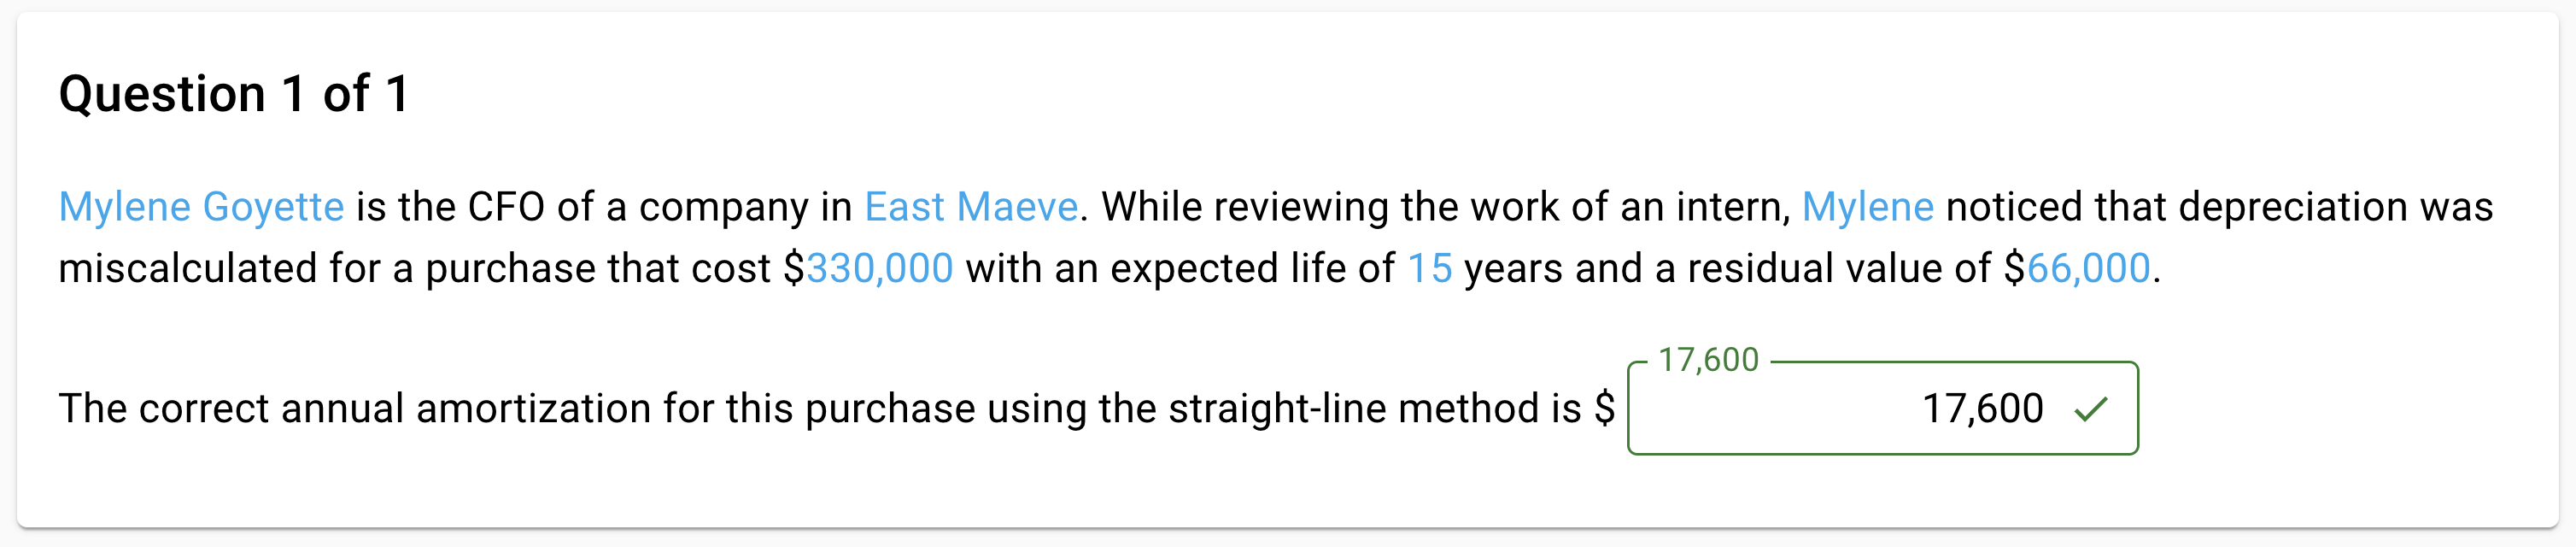 Question 1 of 1
Mylene Goyette is the CFO of a company in East Maeve. While reviewing the work of an intern, Mylene noticed that depreciation was
miscalculated for a purchase that cost $330,000 with an expected life of 15 years and a residual value of $66,000.
17,600
The correct annual amortization for this purchase using the straight-line method is $ 17,600